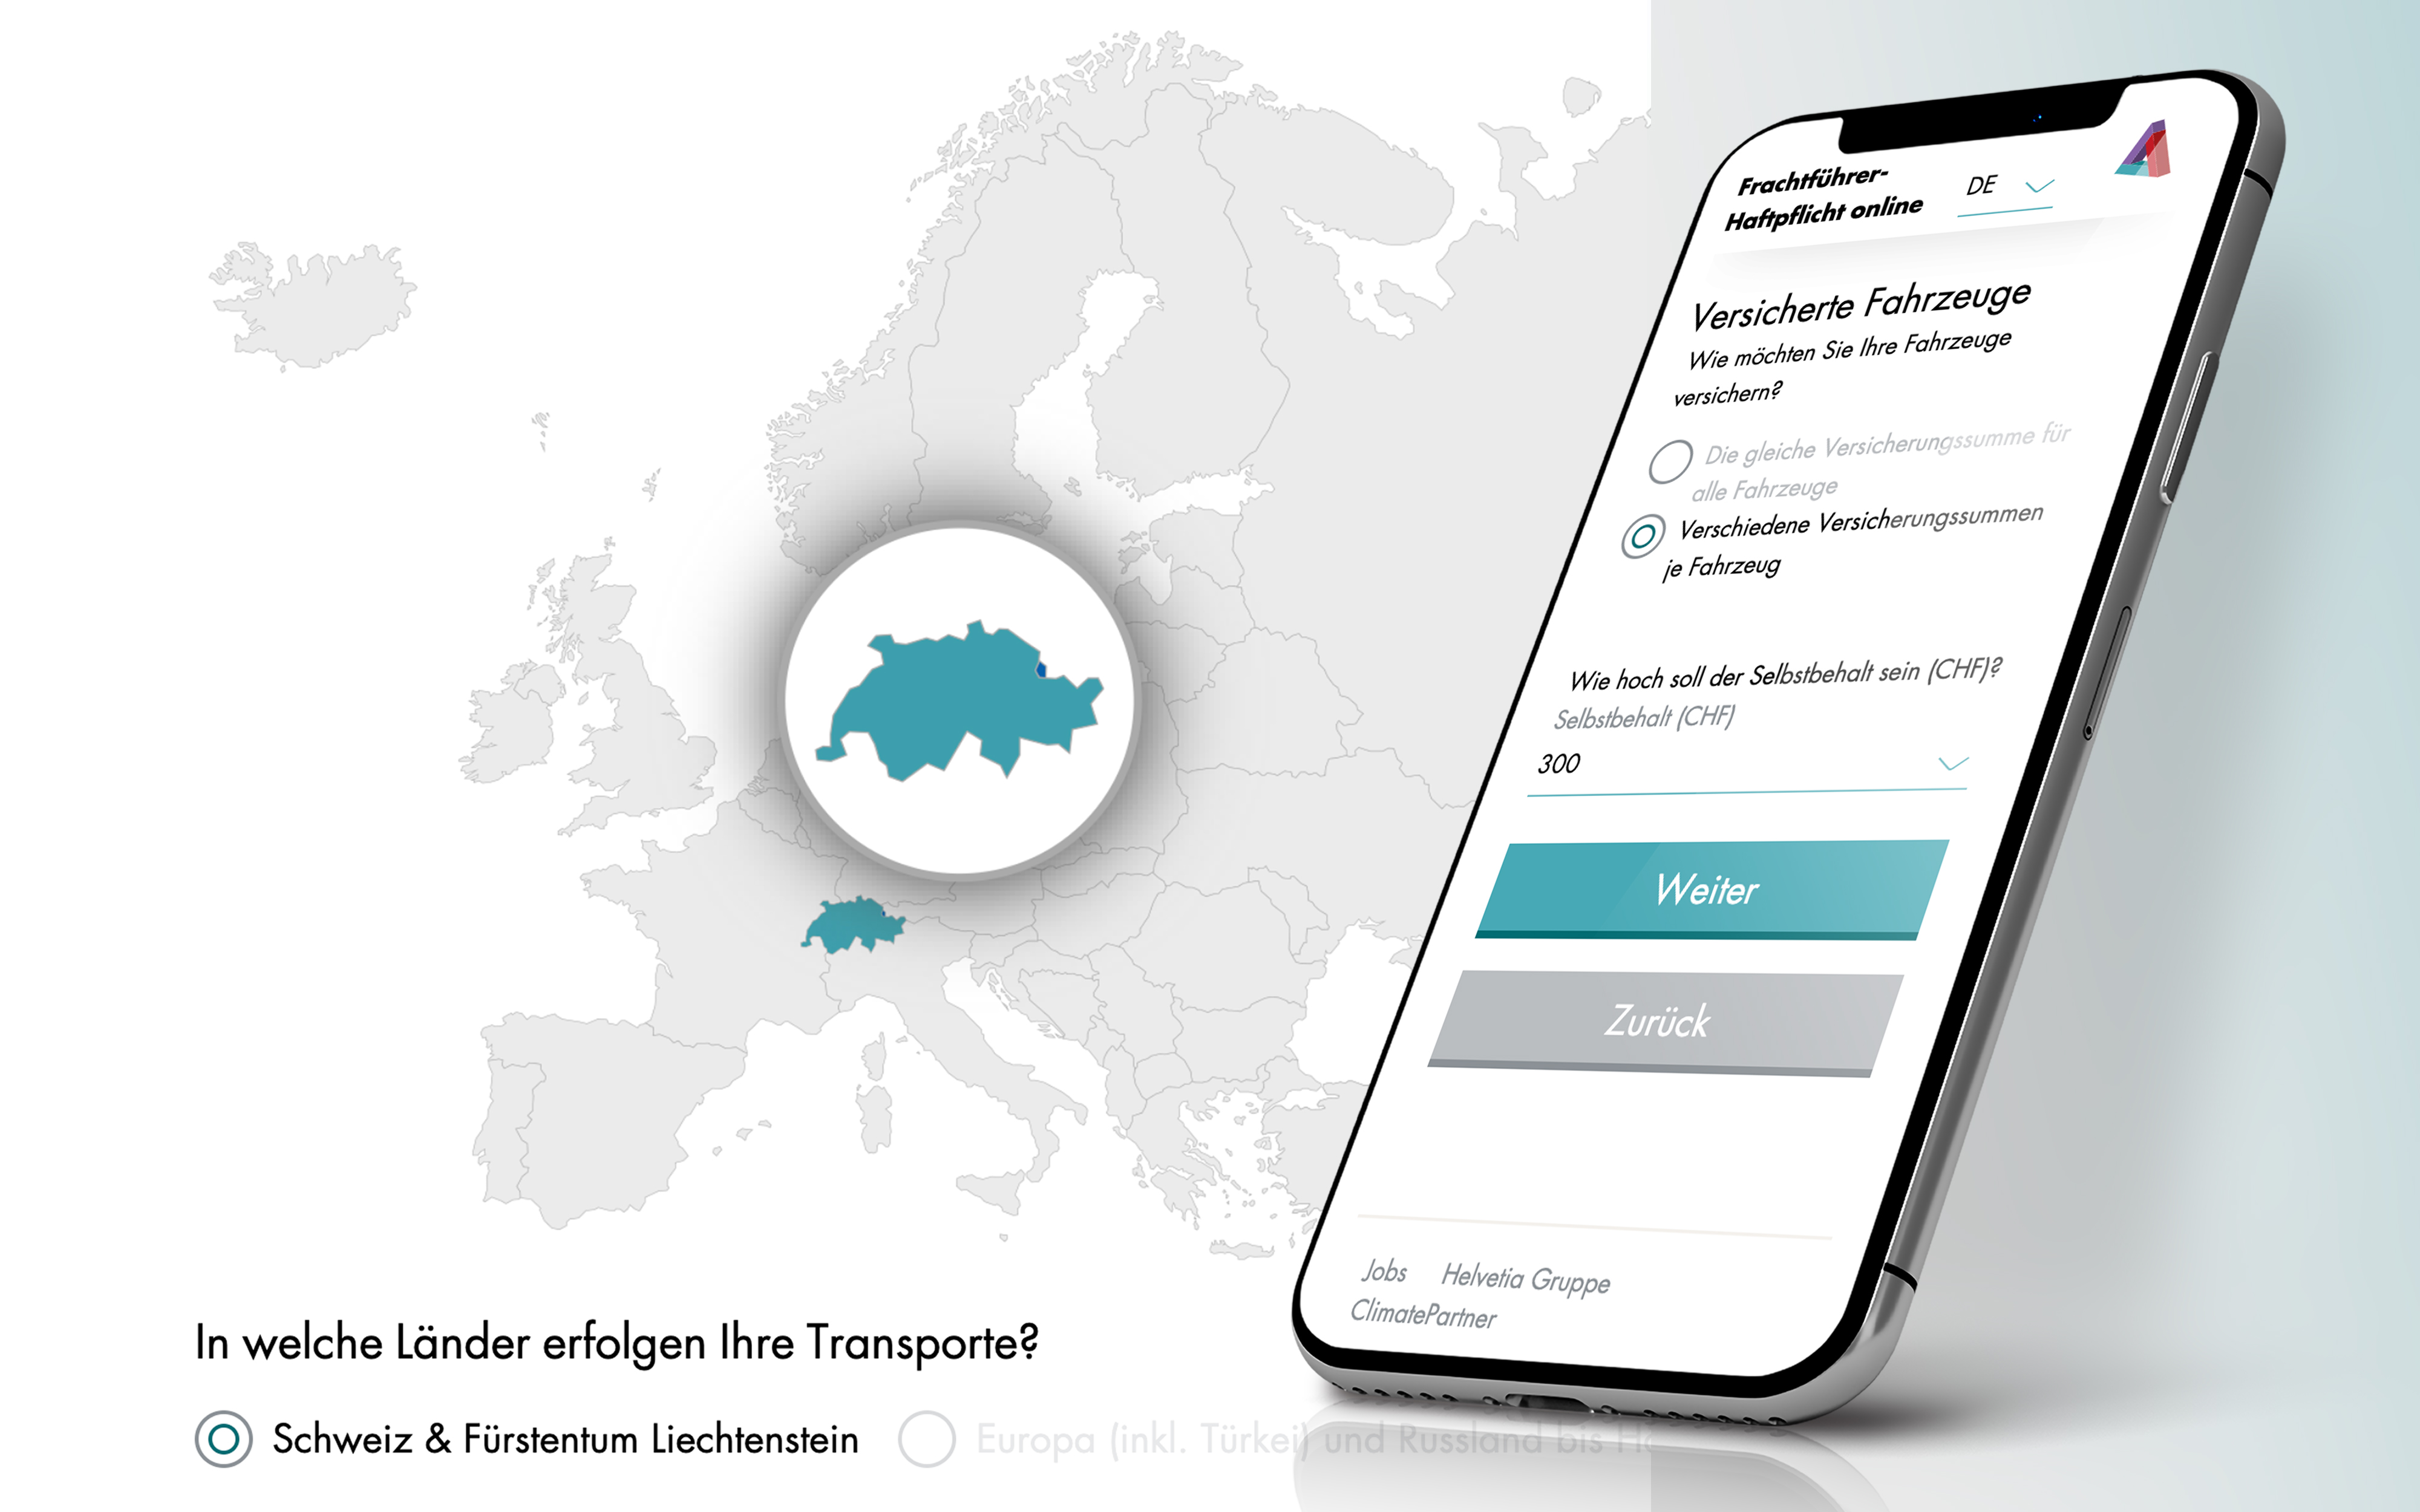 Frachtführer-
Haftpflicht online
DE
Versicherte Fahrzeuge
Wie möchten Sie Ihre Fahrzeuge
versichern?
Die gleiche Versicherungssumme für
alle Fahrzeuge
Verschiedene Versicherungssummen
je Fahrzeug
Wie hoch soll der Selbstbehalt sein (CHF)?
Selbstbehalt (CHF)
300
Weiter
Zurück
Jobs Helvetia Gruppe
ClimatePartner
In welche Länder erfolgen Ihre Transporte?
Schweiz & Fürstentum Liechtenstein
Europa (inkl. Türkei) und Russland bis